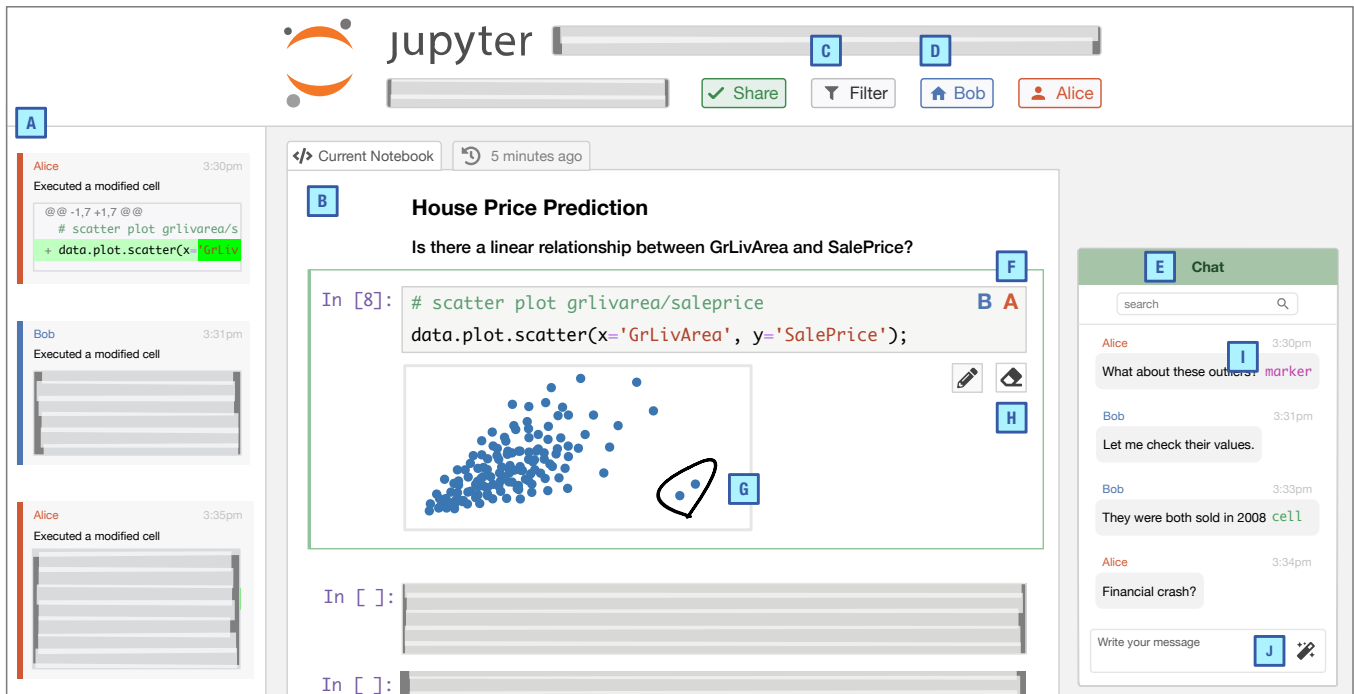 jupyter
C
D
Share
Filter
Bob
Alice
A
Alice 3:30pm
Executed a modified cell
@@ -1,7 +1,7 @@
# scatter plot grlivarea/s
+ data.plot.scatter(x='GrLiv
Bob 3:31pm
Executed a modified cell
Alice 3:35pm
Executed a modified cell
</> Current Notebook
5 minutes ago
B
House Price Prediction
Is there a linear relationship between GrLivArea and SalePrice?
F
In [8]:
# scatter plot grlivarea/saleprice
B A
data.plot.scatter(x='GrLivArea', y='SalePrice');
H
G
In [ ]:
In [ ]:
E
Chat
search
Alice 3:30pm
I
What about these outliers? marker
Bob 3:31pm
Let me check their values.
Bob 3:33pm
They were both sold in 2008 cell
Alice 3:34pm
Financial crash?
Write your message
J